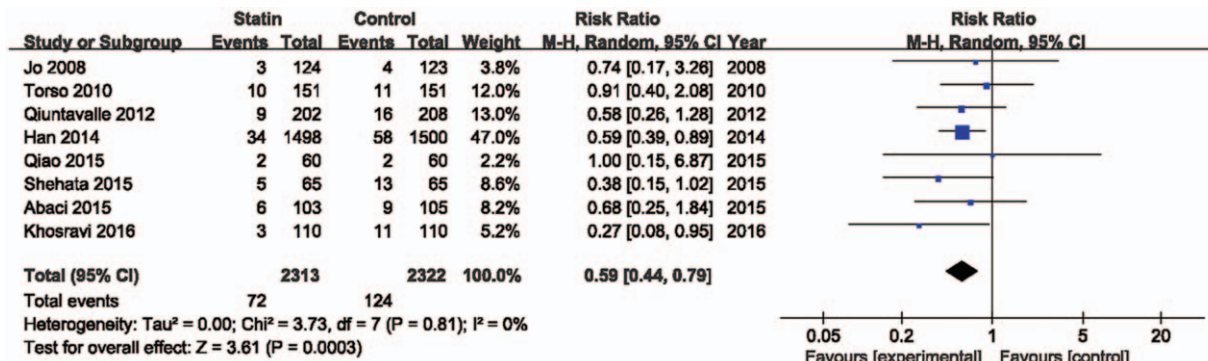 Statin Control Risk Ratio Risk Ratio
Study or Subgroup Events Total Events Total Weight M-H, Random, 95% CI Year M-H, Random, 95% CI
Jo 2008 3 124 4 123 3.8% 0.74 [0.17, 3.26] 2008
Torso 2010 10 151 11 151 12.0% 0.91 [0.40, 2.08] 2010
Qiuntavalle 2012 9 202 16 208 13.0% 0.58 [0.26, 1.28] 2012
Han 2014 34 1498 58 1500 47.0% 0.59 [0.39, 0.89] 2014
Qiao 2015 2 60 2 60 2.2% 1.00 [0.15, 6.87] 2015
Shehata 2015 5 65 13 65 8.6% 0.38 [0.15, 1.02] 2015
Abaci 2015 6 103 9 105 8.2% 0.68 [0.25, 1.84] 2015
Khosravi 2016 3 110 11 110 5.2% 0.27 [0.08, 0.95] 2016
Total (95% CI) 2313 2322 100.0% 0.59 [0.44, 0.79]
Total events 72 124
Heterogeneity: Tau² = 0.00; Chi² = 3.73, df = 7 (P = 0.81); I² = 0%
Test for overall effect: Z = 3.61 (P = 0.0003)
0.05 0.2 1 5 20
Favours [experimental] Favours [control]